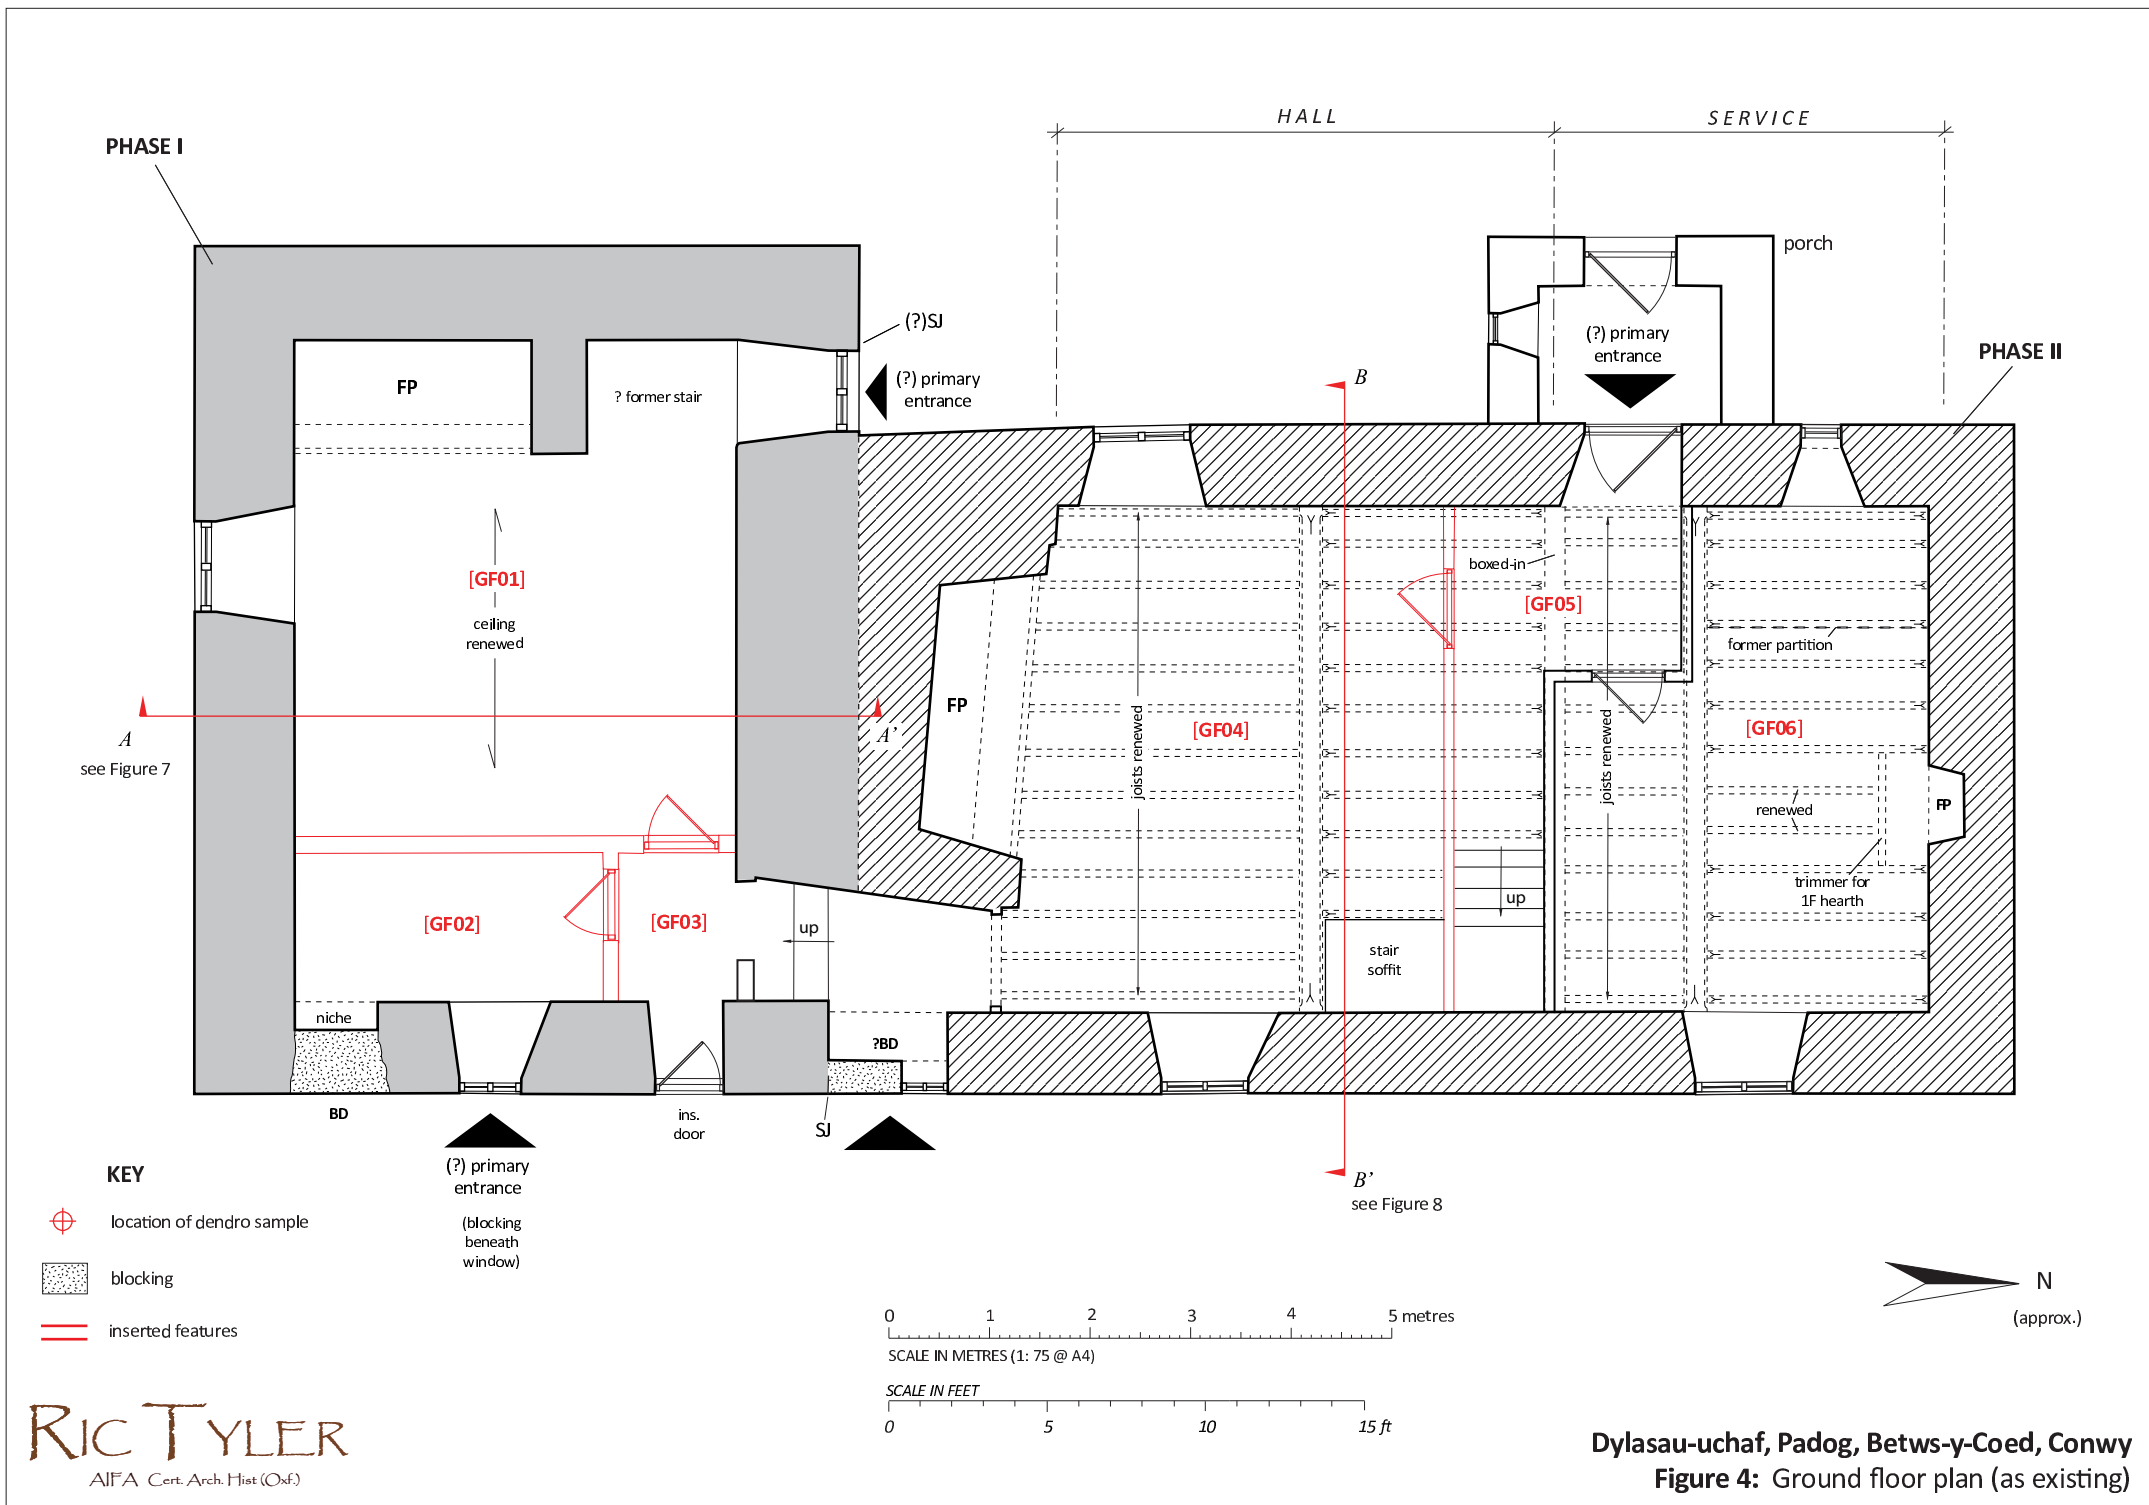 HALL
SERVICE
PHASE I
porch
(?)SJ
(?) primary
entrance
(?) primary
entrance
PHASE II
FP
? former stair
B
boxed-in
[GF01]
[GF05]
ceiling
renewed
former partition
FP
joists renewed
[GF04]
joists renewed
[GF06]
A
A’
see Figure 7
renewed
FP
trimmer for
1F hearth
[GF02]
[GF03]
up
up
stair
soffit
niche
?BD
BD
ins.
door
SJ
(?) primary
entrance
(blocking
beneath
window)
B’
see Figure 8
KEY
location of dendro sample
blocking
inserted features
N
(approx.)
0 1 2 3 4 5 metres
SCALE IN METRES (1: 75 @ A4)
SCALE IN FEET
0 5 10 15 ft
RIC TYLER
AIFA Cert. Arch. Hist (Oxf.)
Dylasau-uchaf, Padog, Betws-y-Coed, Conwy
Figure 4: Ground floor plan (as existing)